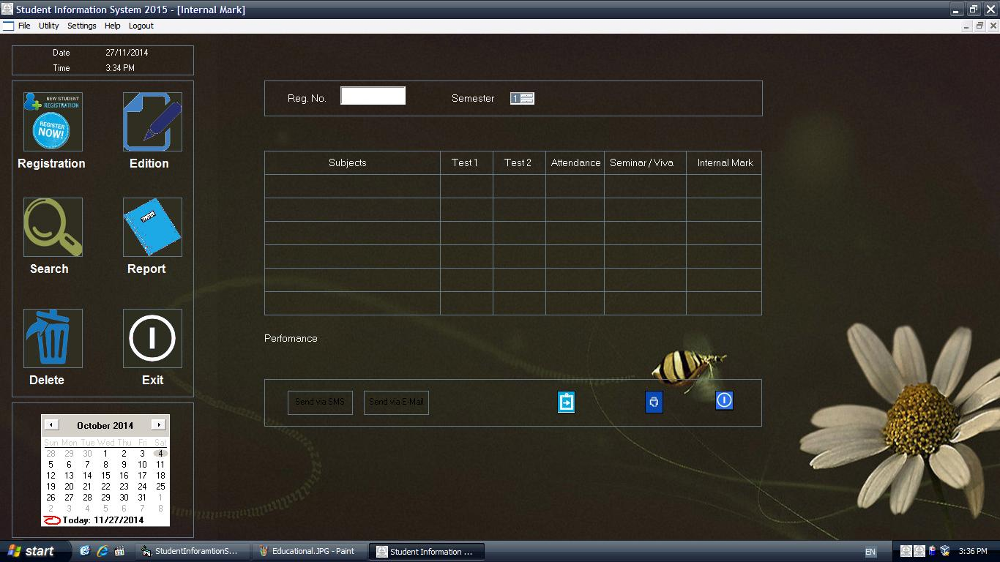 Student Information System 2015 - [Internal Mark]
File Utility Settings Help Logout
Date 27/11/2014
Time 3:34 PM
NEW STUDENT
REGISTRATION
REGISTER
NOW!
Registration
Edition
Search
Report
Delete
Exit
October 2014
Sun Mon Tue Wed Thu Fri Sat
28 29 30 1 2 3 4
5 6 7 8 9 10 11
12 13 14 15 16 17 18
19 20 21 22 23 24 25
26 27 28 29 30 31 1
2 3 4 5 6 7 8
Today: 11/27/2014
Reg. No. Semester 1
Subjects Test 1 Test 2 Attendance Seminar / Viva Internal Mark
Perfomance
Send via SMS Send via E-Mail
start StudentInforamtionS... Educational.JPG - Paint Student Information ... EN 3:36 PM